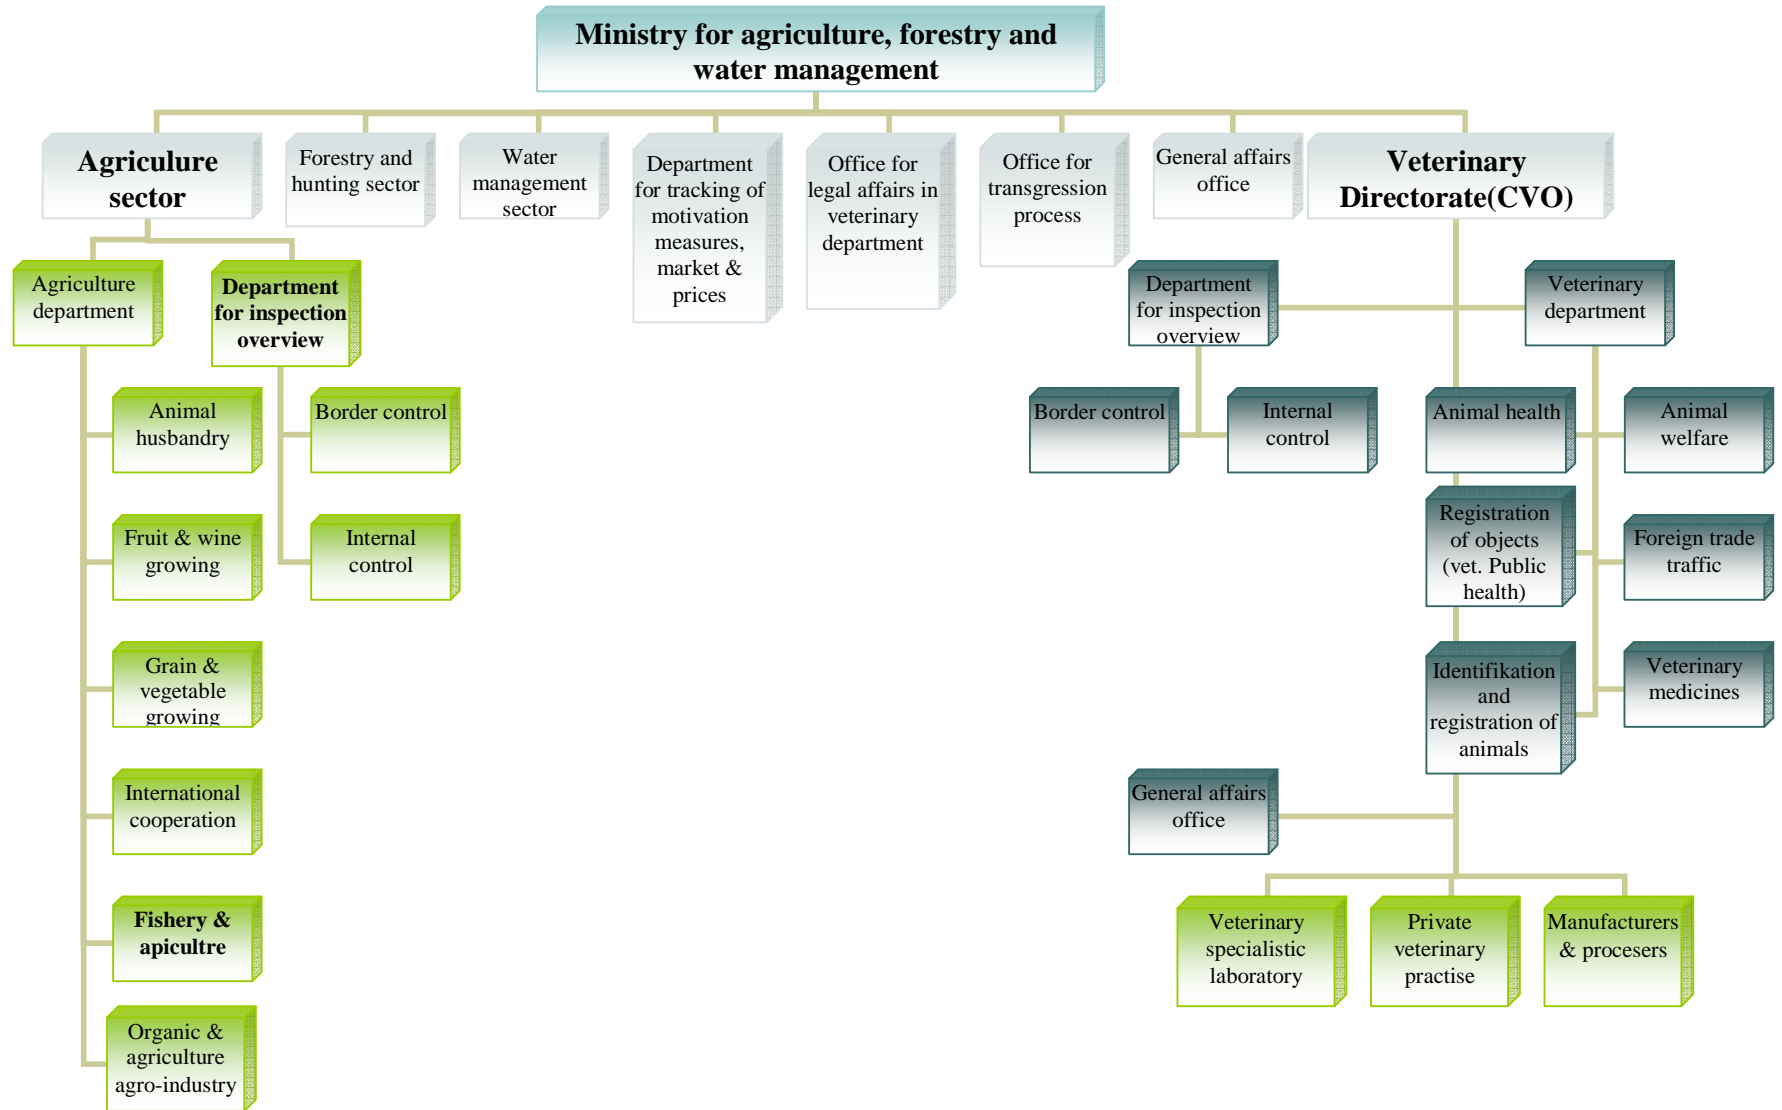 Ministry for agriculture, forestry and
water management
Agriculure
sector
Forestry and
hunting sector
Water
management
sector
Department
for tracking of
motivation
measures,
market &
prices
Office for
legal affairs in
veterinary
department
Office for
transgression
process
General affairs
office
Veterinary
Directorate(CVO)
Agriculture
department
Department
for inspection
overview
Animal
husbandry
Fruit & wine
growing
Grain &
vegetable
growing
International
cooperation
Fishery &
apicultre
Organic &
agriculture
agro-industry
Border control
Internal
control
Department
for inspection
overview
Veterinary
department
Border control
Internal
control
Animal health
Animal
welfare
Registration
of objects
(vet. Public
health)
Foreign trade
traffic
Identifikation
and
registration of
animals
Veterinary
medicines
General affairs
office
Veterinary
specialistic
laboratory
Private
veterinary
practise
Manufacturers
& procesers